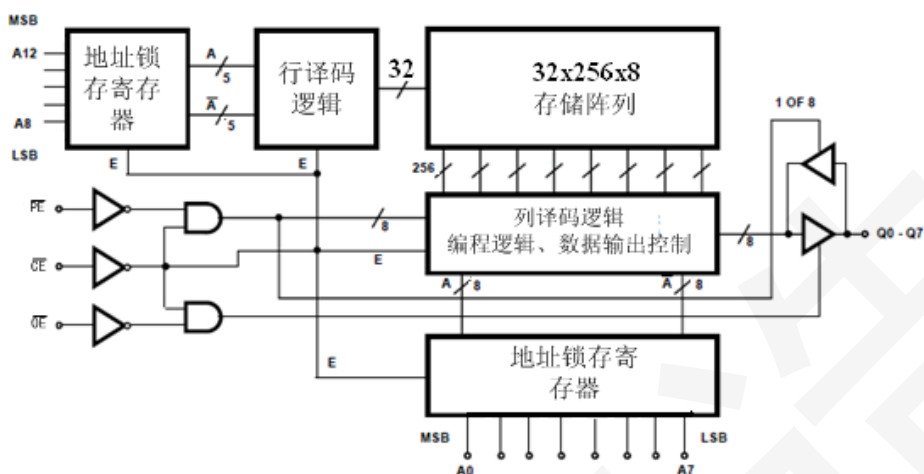 MSB
A12
A8
LSB
地址锁
存寄存
器
A
5
A̅
5
行译码
逻辑
32
32x256x8
存储阵列
1 OF 8
E
E
256
P̅E̅
C̅E̅
O̅E̅
8
E
列译码逻辑
编程逻辑、数据输出控制
8
Q0 - Q7
A
8
A̅
8
E
地址锁存寄
存器
MSB
LSB
A0
A7